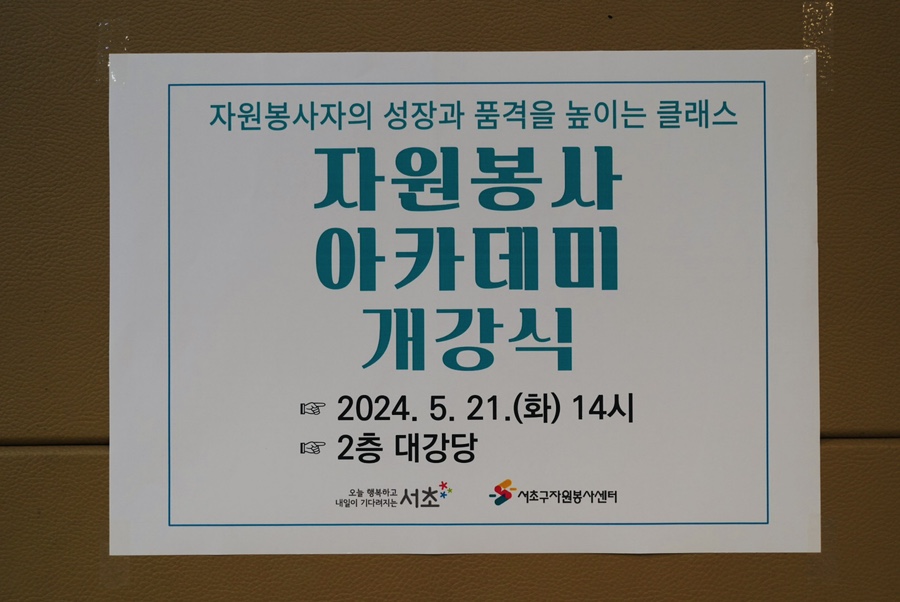 자원봉사자의 성장과 품격을 높이는 클래스
자원봉사
아카데미
개강식
☞ 2024. 5. 21.(화) 14시
☞ 2층 대강당
오늘 행복하고
내일이 기다려지는 서초
서초구자원봉사센터